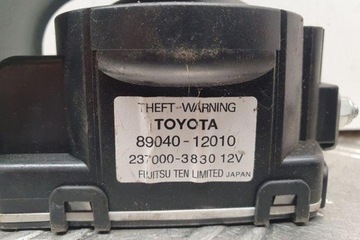 THEFT-WARNING
TOYOTA
89040-12010
237000-3830 12V
FUJITSU TEN LIMITED JAPAN